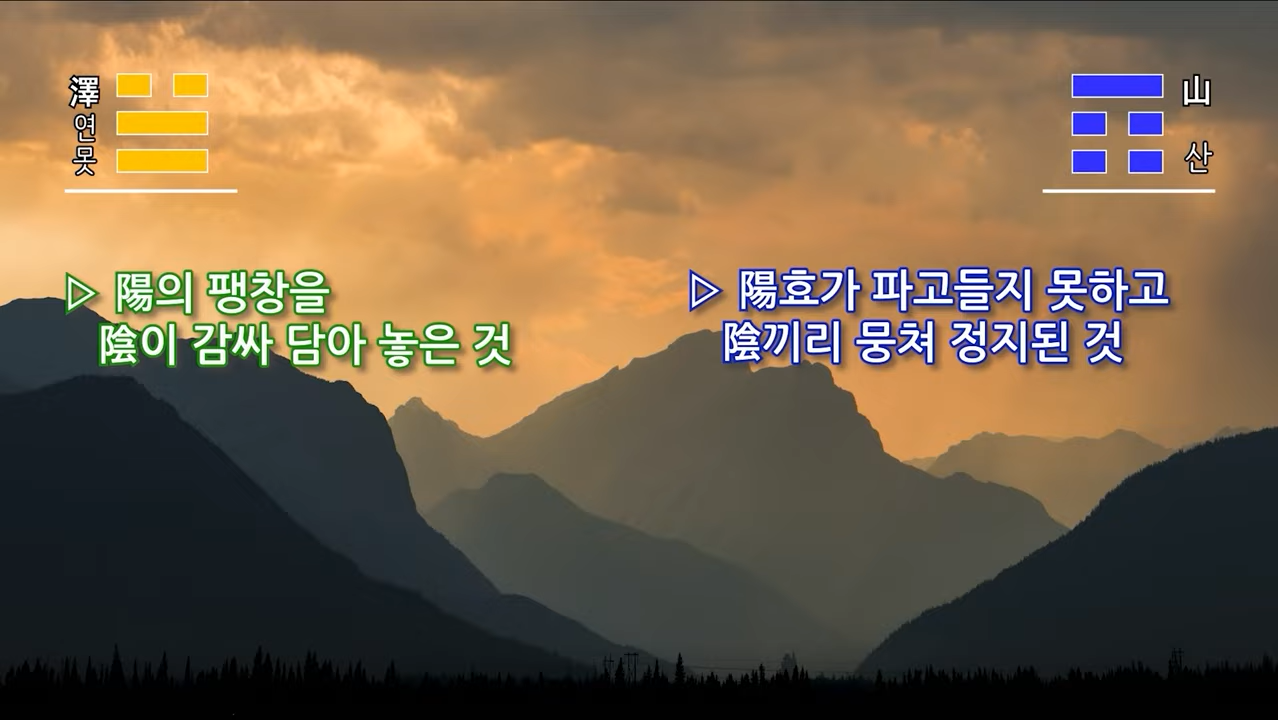 澤
연
못
山
산
▷ 陽의 팽창을
陰이 감싸 담아 놓은 것
▷ 陽효가 파고들지 못하고
陰끼리 뭉쳐 정지된 것